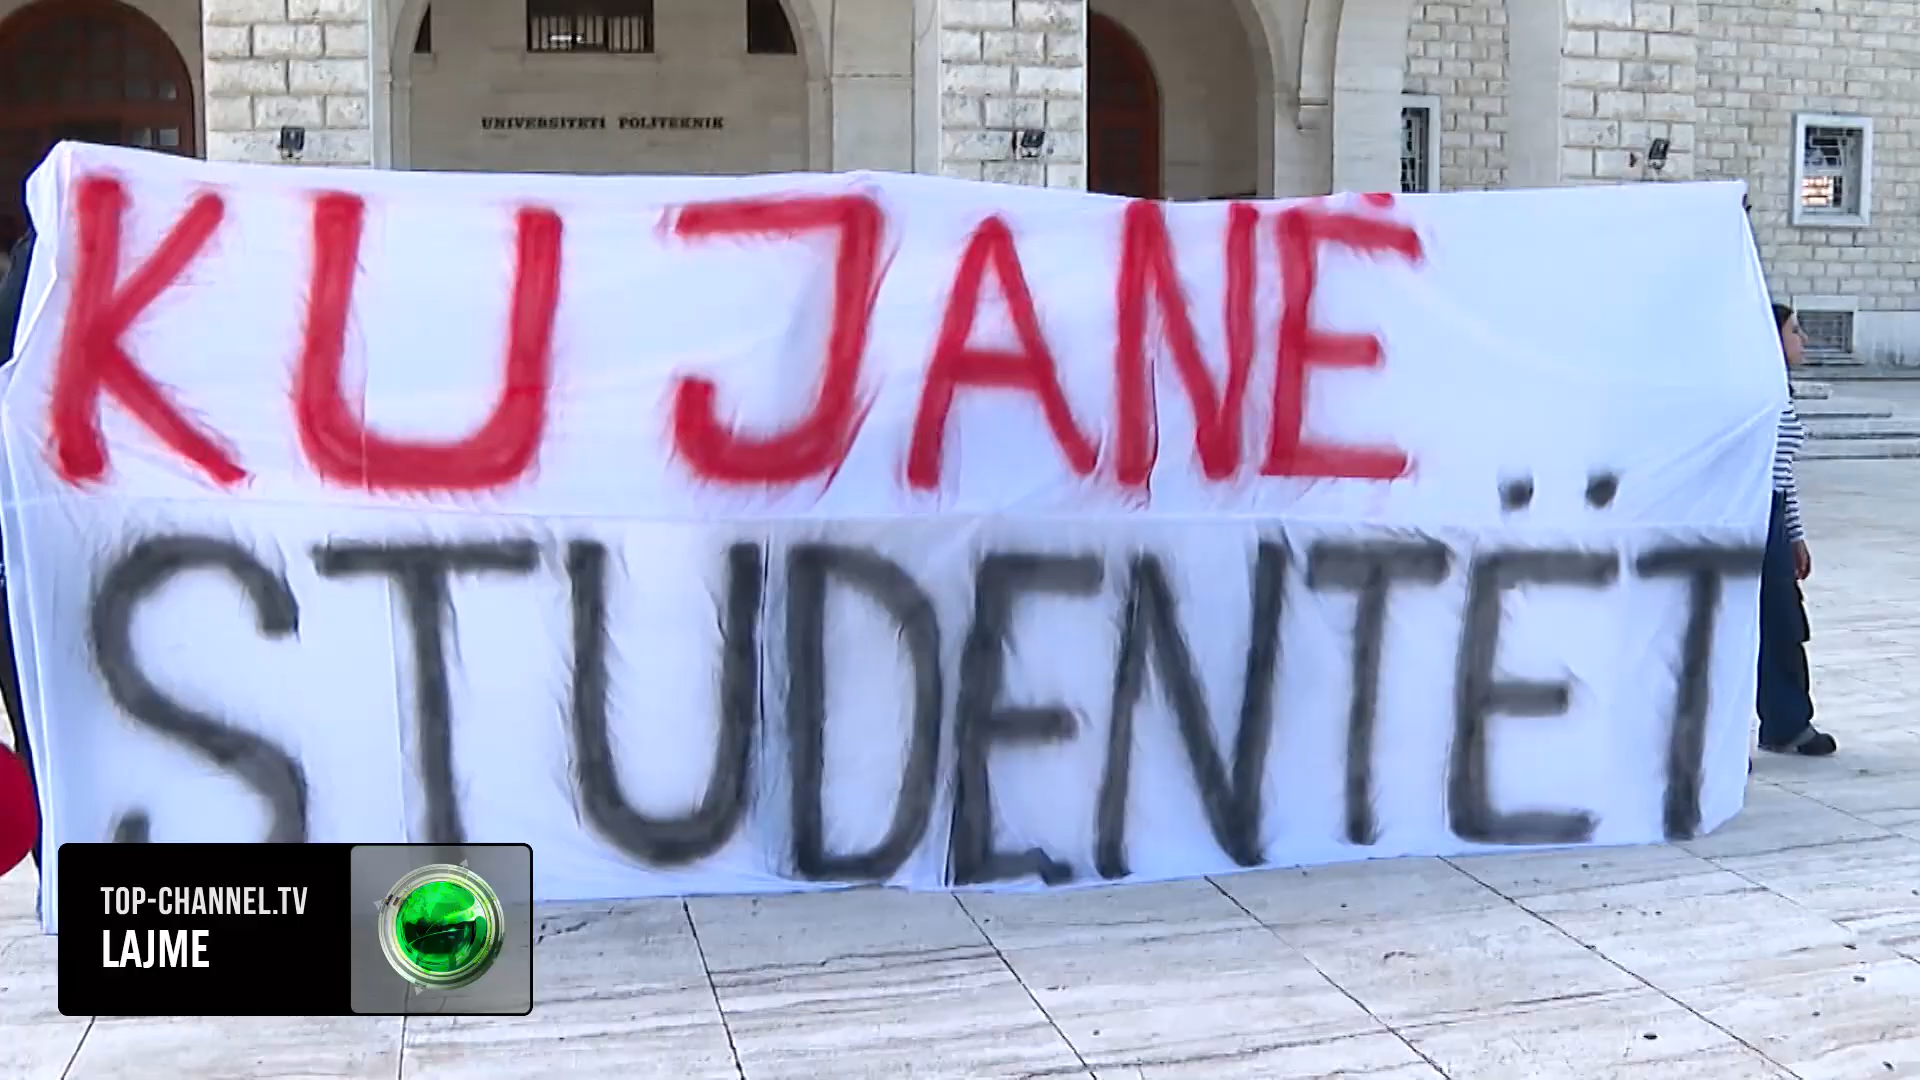 UNIVERSITETI POLITEKNIK
KU JANË
STUDENTËT
TOP-CHANNEL.TV
LAJME